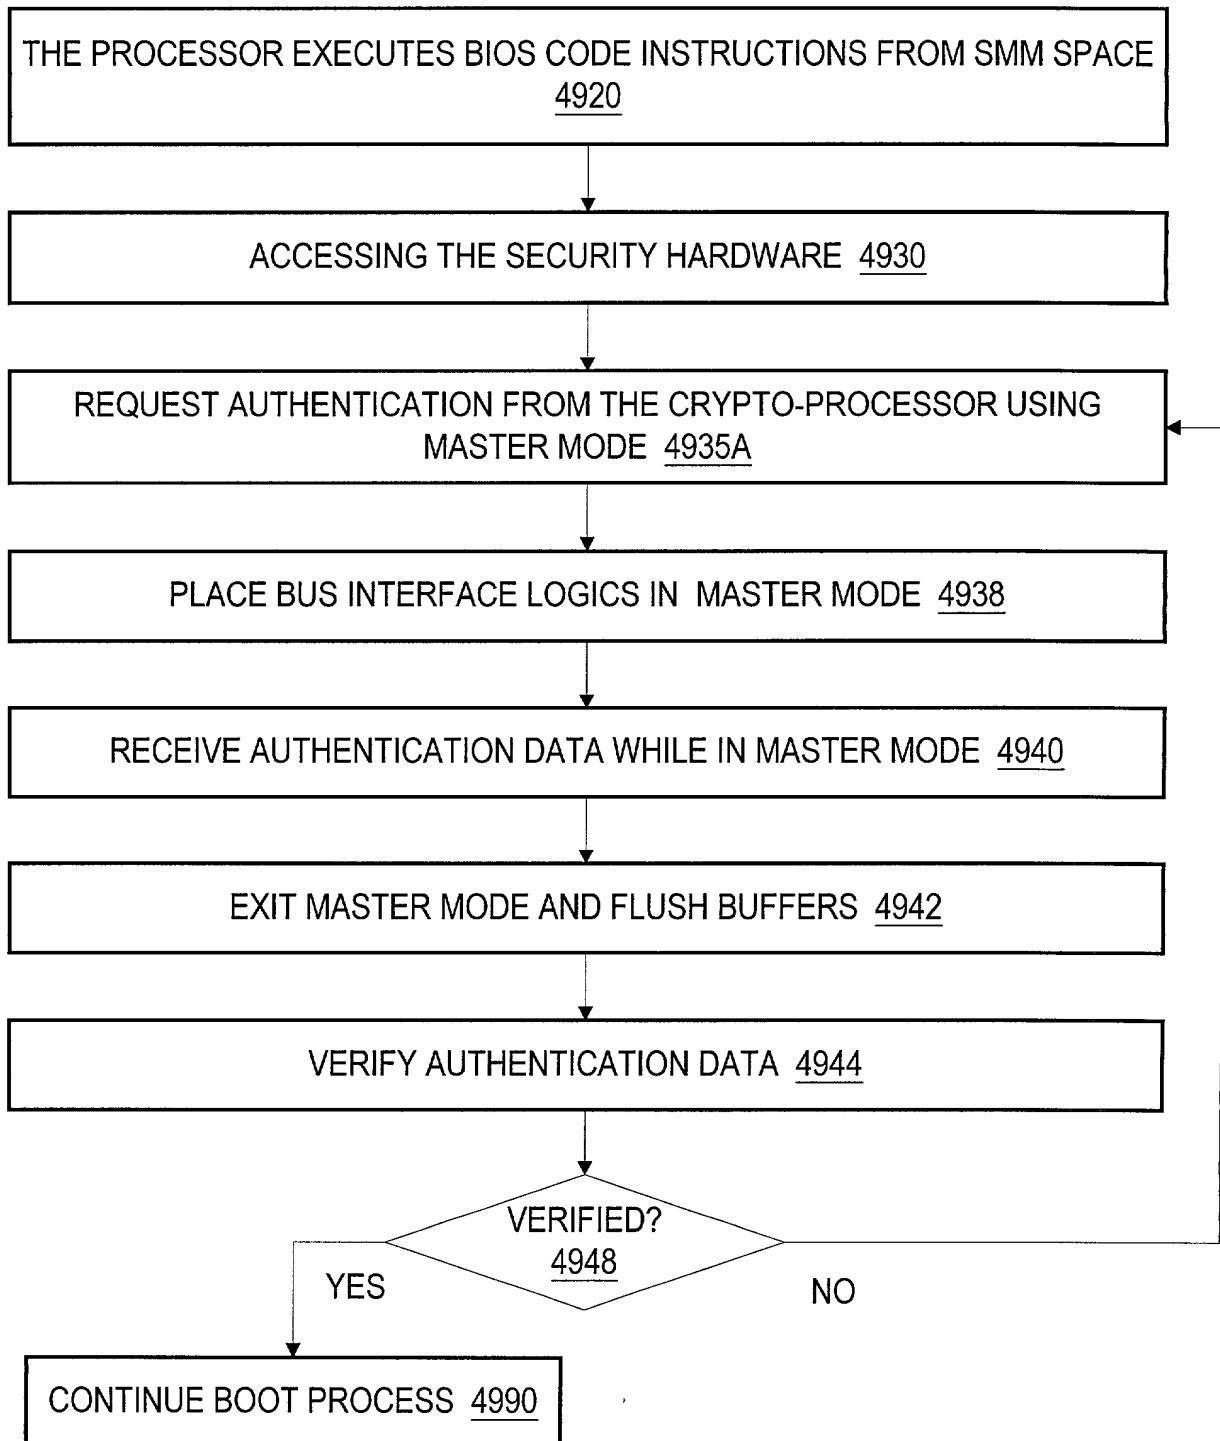 THE PROCESSOR EXECUTES BIOS CODE INSTRUCTIONS FROM SMM SPACE
4920
ACCESSING THE SECURITY HARDWARE 4930
REQUEST AUTHENTICATION FROM THE CRYPTO-PROCESSOR USING
MASTER MODE 4935A
PLACE BUS INTERFACE LOGICS IN MASTER MODE 4938
RECEIVE AUTHENTICATION DATA WHILE IN MASTER MODE 4940
EXIT MASTER MODE AND FLUSH BUFFERS 4942
VERIFY AUTHENTICATION DATA 4944
VERIFIED?
4948
YES
NO
CONTINUE BOOT PROCESS 4990